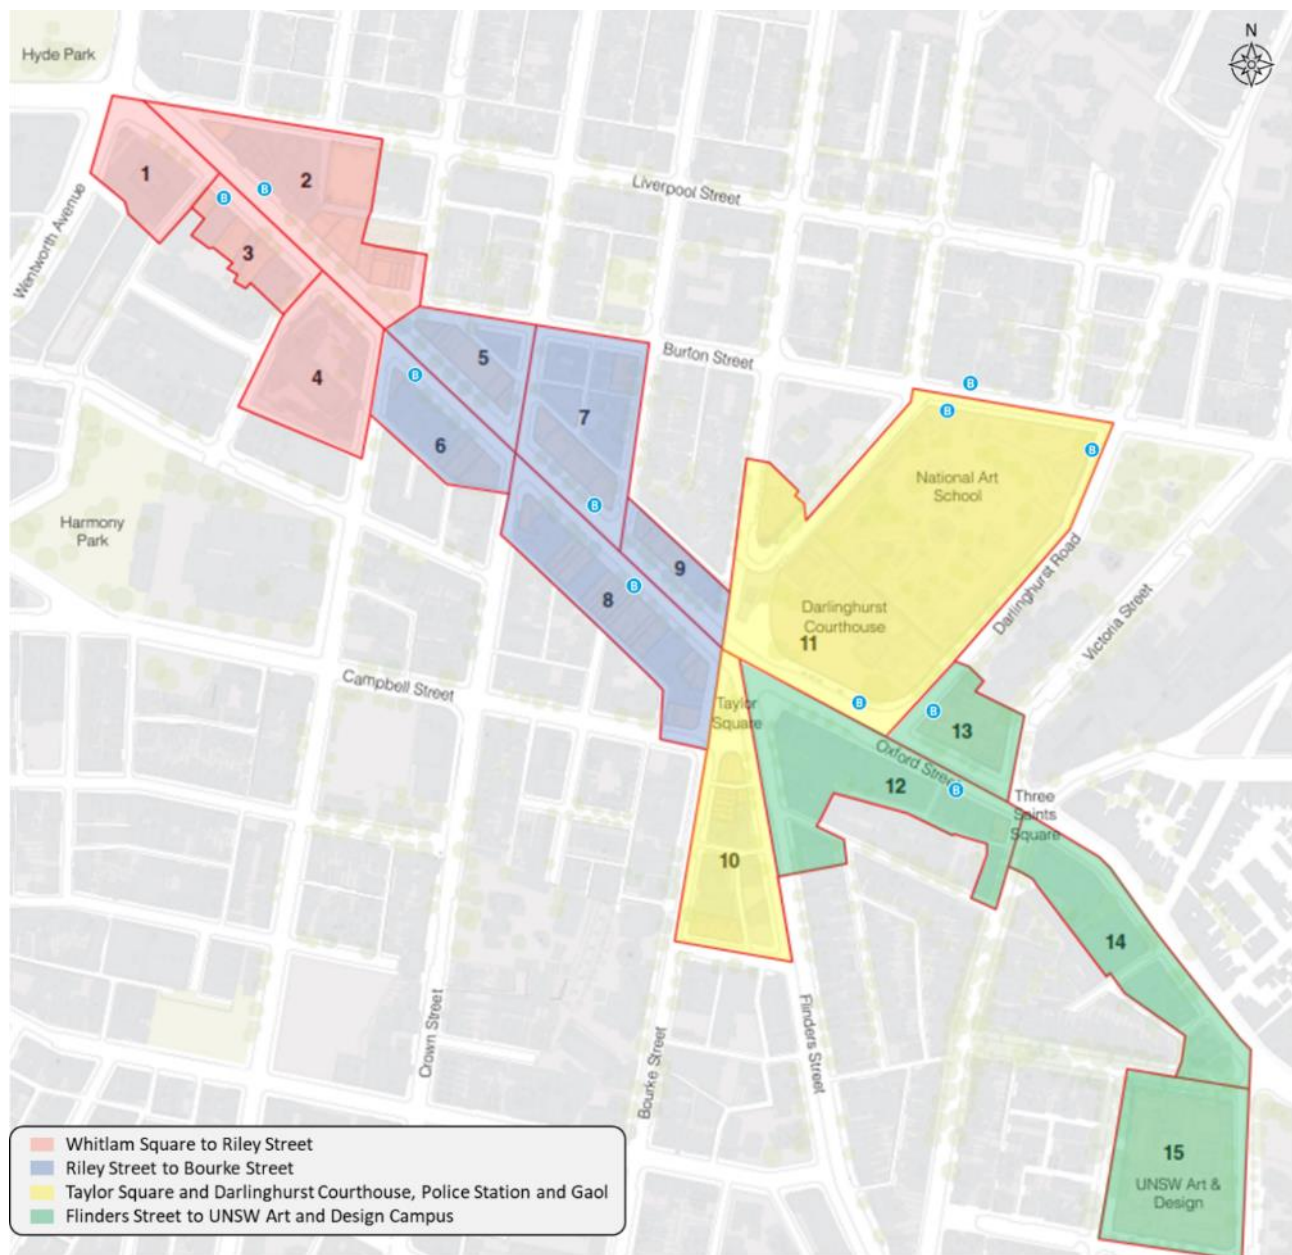 N
Hyde Park
1
2
B
B
3
Liverpool Street
Wentworth Avenue
4
5
B
Burton Street
6
7
B
B
B
B
National Art
School
Harmony
Park
B
9
B
8
Darlinghurst
Courthouse
11
Darlinghurst Road
Victoria Street
Campbell Street
Taylor
Square
B
B
13
Oxford Street
12
B
Three
Saints
Square
10
14
Crown Street
Bourke Street
Flinders Street
15
UNSW Art &
Design
Whitlam Square to Riley Street
Riley Street to Bourke Street
Taylor Square and Darlinghurst Courthouse, Police Station and Gaol
Flinders Street to UNSW Art and Design Campus